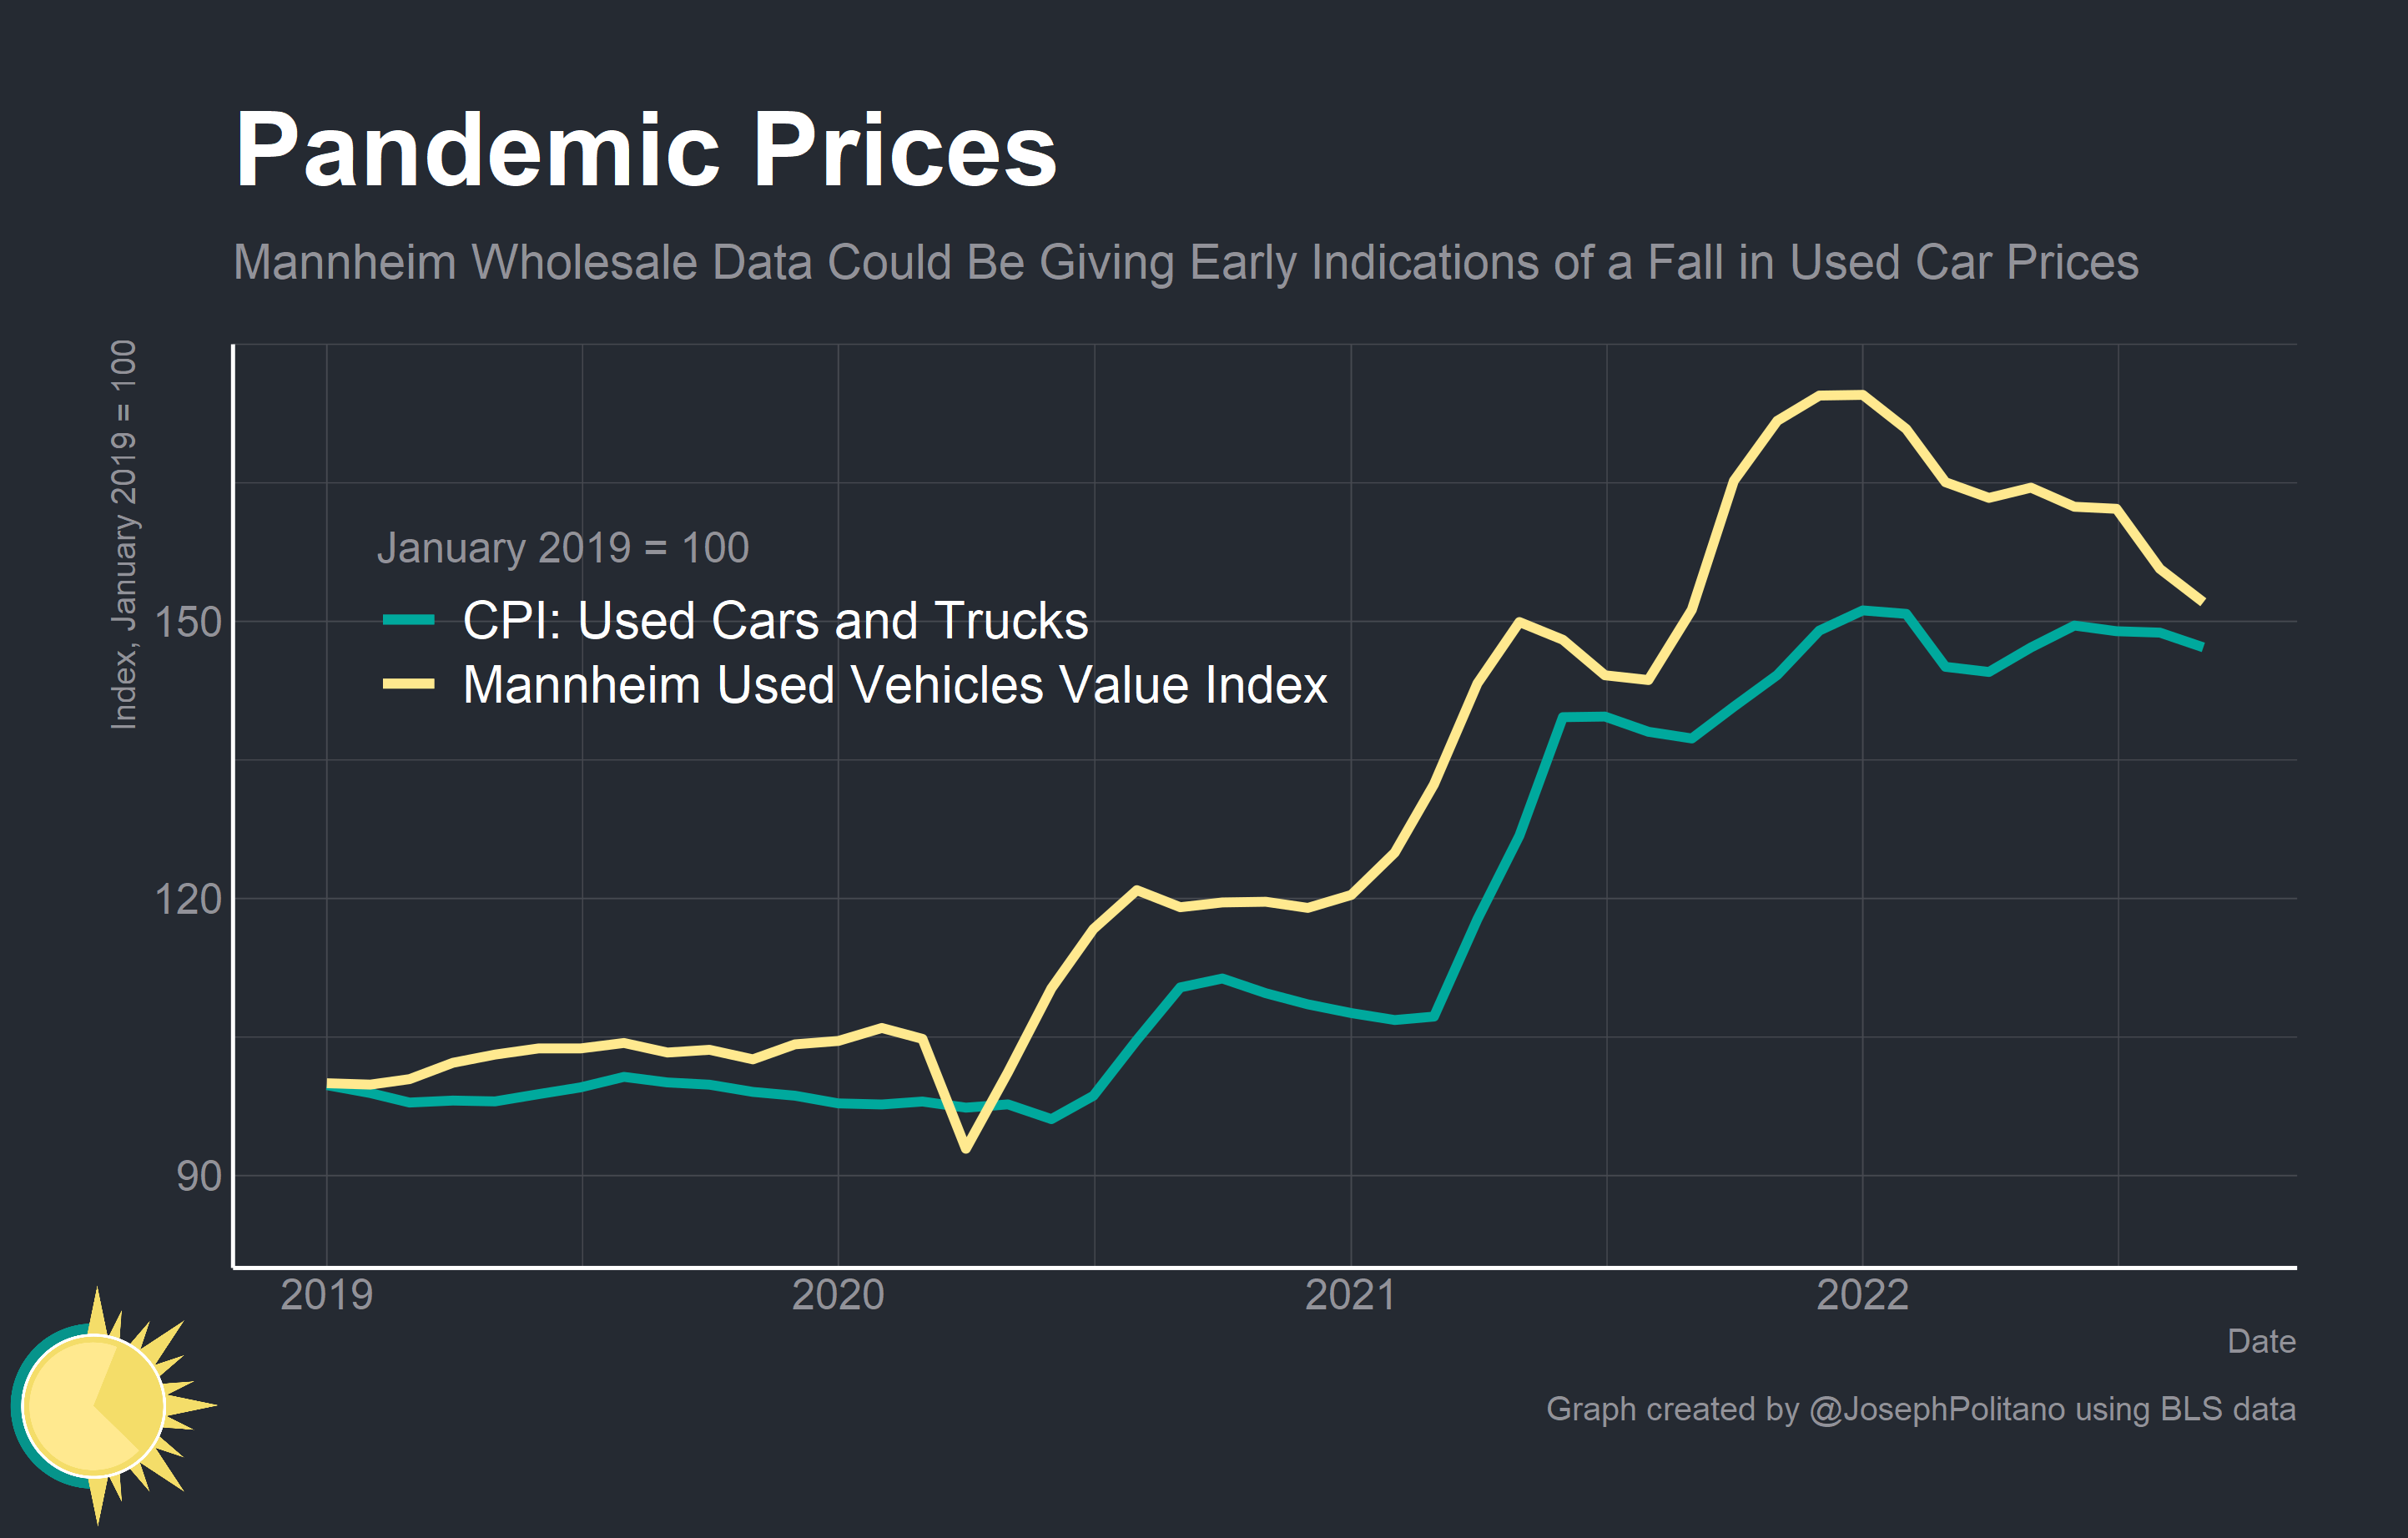 Pandemic Prices
Mannheim Wholesale Data Could Be Giving Early Indications of a Fall in Used Car Prices
Index, January 2019 = 100
January 2019 = 100
CPI: Used Cars and Trucks
Mannheim Used Vehicles Value Index
150
120
90
2019 2020 2021 2022
Date
Graph created by @JosephPolitano using BLS data